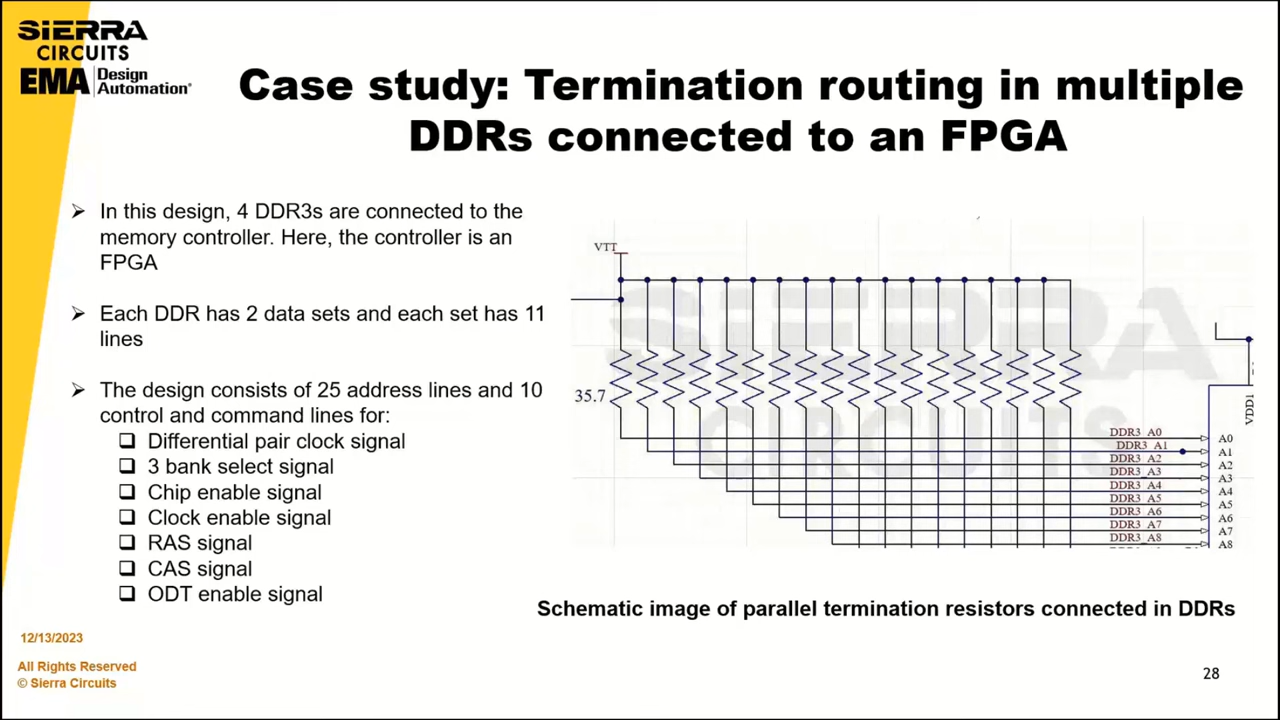 SIERRA
CIRCUITS
EMA Design
Automation®
Case study: Termination routing in multiple
DDRs connected to an FPGA
➢ In this design, 4 DDR3s are connected to the
memory controller. Here, the controller is an
FPGA
➢ Each DDR has 2 data sets and each set has 11
lines
➢ The design consists of 25 address lines and 10
control and command lines for:
❑ Differential pair clock signal
❑ 3 bank select signal
❑ Chip enable signal
❑ Clock enable signal
❑ RAS signal
❑ CAS signal
❑ ODT enable signal
VTT
SIERRA
CIRCUITS
35.7
VDD1
DDR3_A0 A0
DDR3_A1 A1
DDR3_A2 A2
DDR3_A3 A3
DDR3_A4 A4
DDR3_A5 A5
DDR3_A6 A6
DDR3_A7 A7
DDR3_A8 A8
Schematic image of parallel termination resistors connected in DDRs
12/13/2023
All Rights Reserved
© Sierra Circuits
28